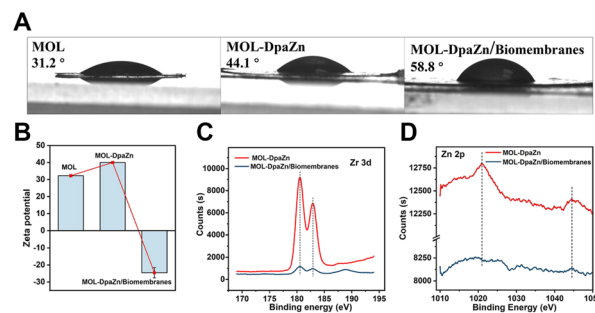 A
MOL
31.2 °
MOL-DpaZn
44.1 °
MOL-DpaZn/Biomembranes
58.8 °
B
Zeta potential
50
40
30
20
10
0
-10
-20
-30
MOL
MOL-DpaZn
MOL-DpaZn/Biomembranes
C
MOL-DpaZn
MOL-DpaZn/Biomembranes
Zr 3d
Counts (s)
10000
8000
6000
4000
2000
0
170 175 180 185 190 195
Binding energy (eV)
D
Zn 2p
MOL-DpaZn
MOL-DpaZn/Biomembranes
Counts (s)
12750
12500
12250
8250
8000
1010 1020 1030 1040 1050
Binding Energy (eV)